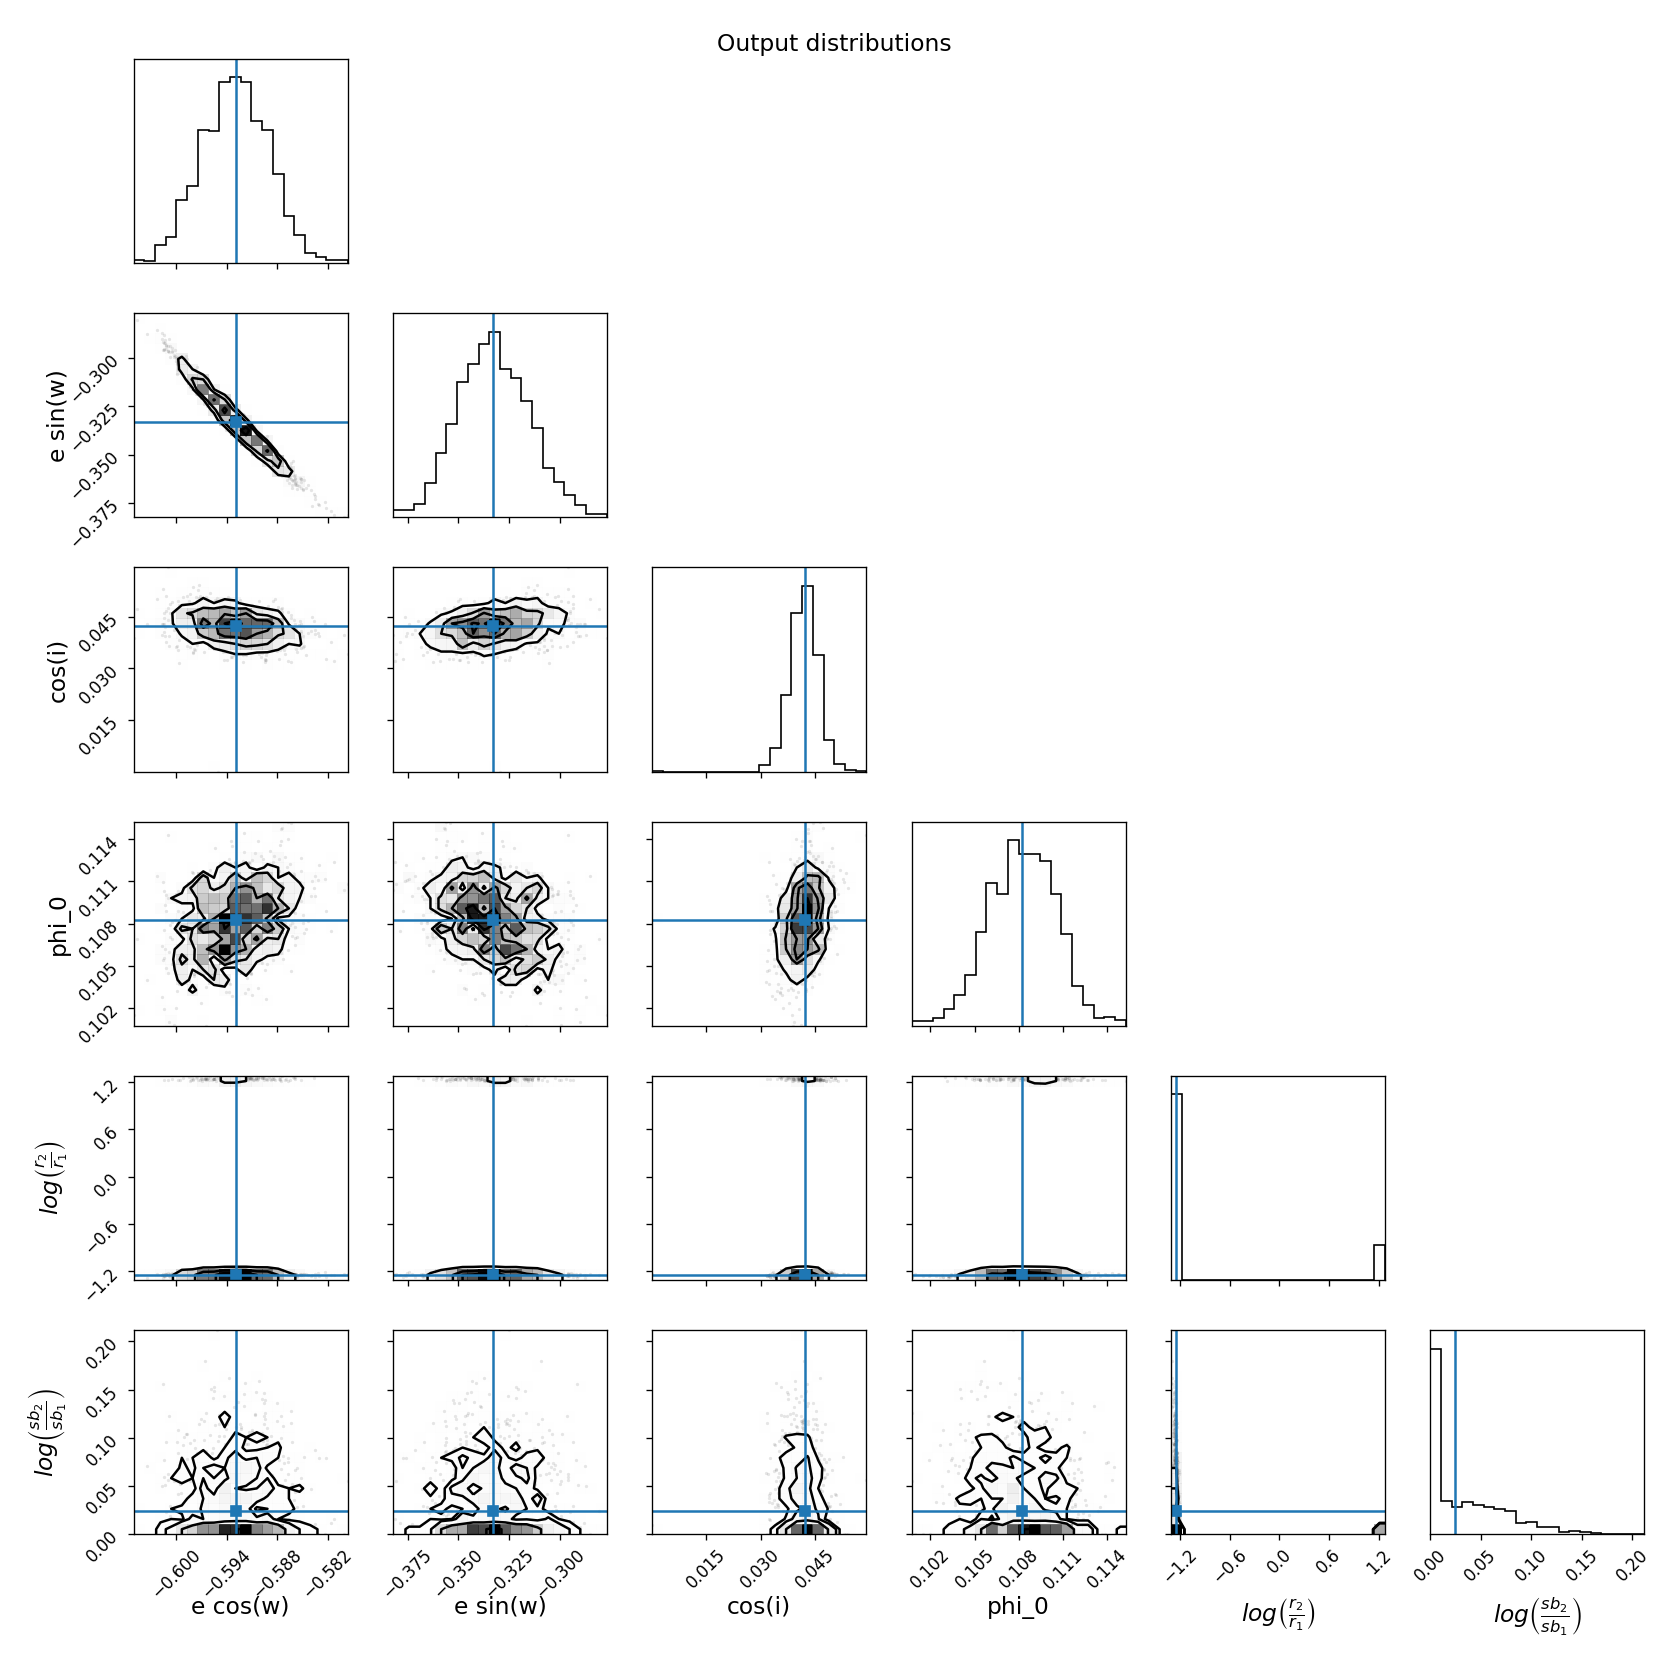 Output distributions
e sin(w)
−0.300
−0.325
−0.350
−0.375
cos(i)
0.045
0.030
0.015
phi_0
0.114
0.111
0.108
0.105
0.102
log(r₂/r₁)
1.2
0.6
0.0
−0.6
−1.2
log(sb₂/sb₁)
0.20
0.15
0.10
0.05
0.00
−0.600 −0.594 −0.588 −0.582
−0.375 −0.350 −0.325 −0.300
0.015 0.030 0.045
0.102 0.105 0.108 0.111 0.114
−1.2 −0.6 0.0 0.6 1.2
0.00 0.05 0.10 0.15 0.20
e cos(w) e sin(w) cos(i) phi_0 log(r₂/r₁) log(sb₂/sb₁)